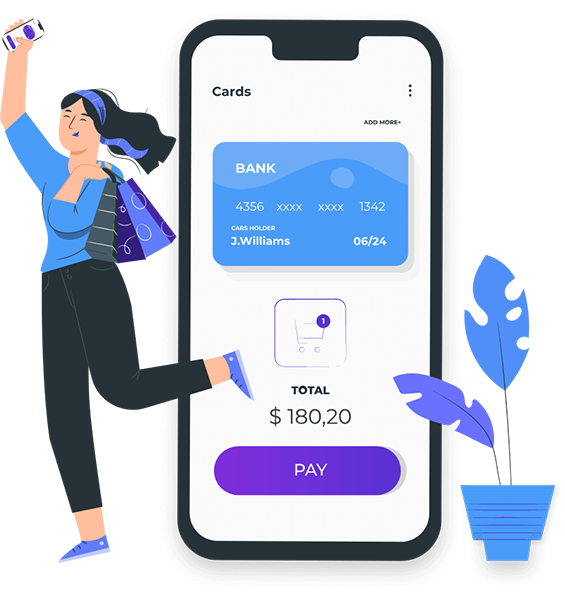 Cards
ADD MORE+
BANK
4356 xxxx xxxx 1342
CARS HOLDER
J.Williams 06/24
1
TOTAL
$ 180,20
PAY